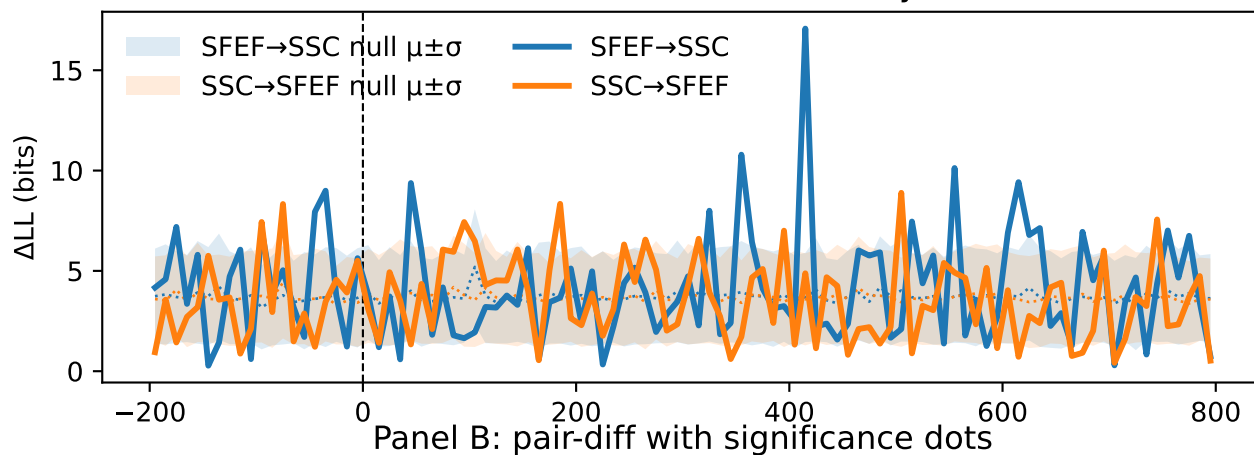 SFEF→SSC null μ±σ
SSC→SFEF null μ±σ
SFEF→SSC
SSC→SFEF
ΔLL (bits)
15
10
5
0
−200
0
200
400
600
800
Panel B: pair-diff with significance dots